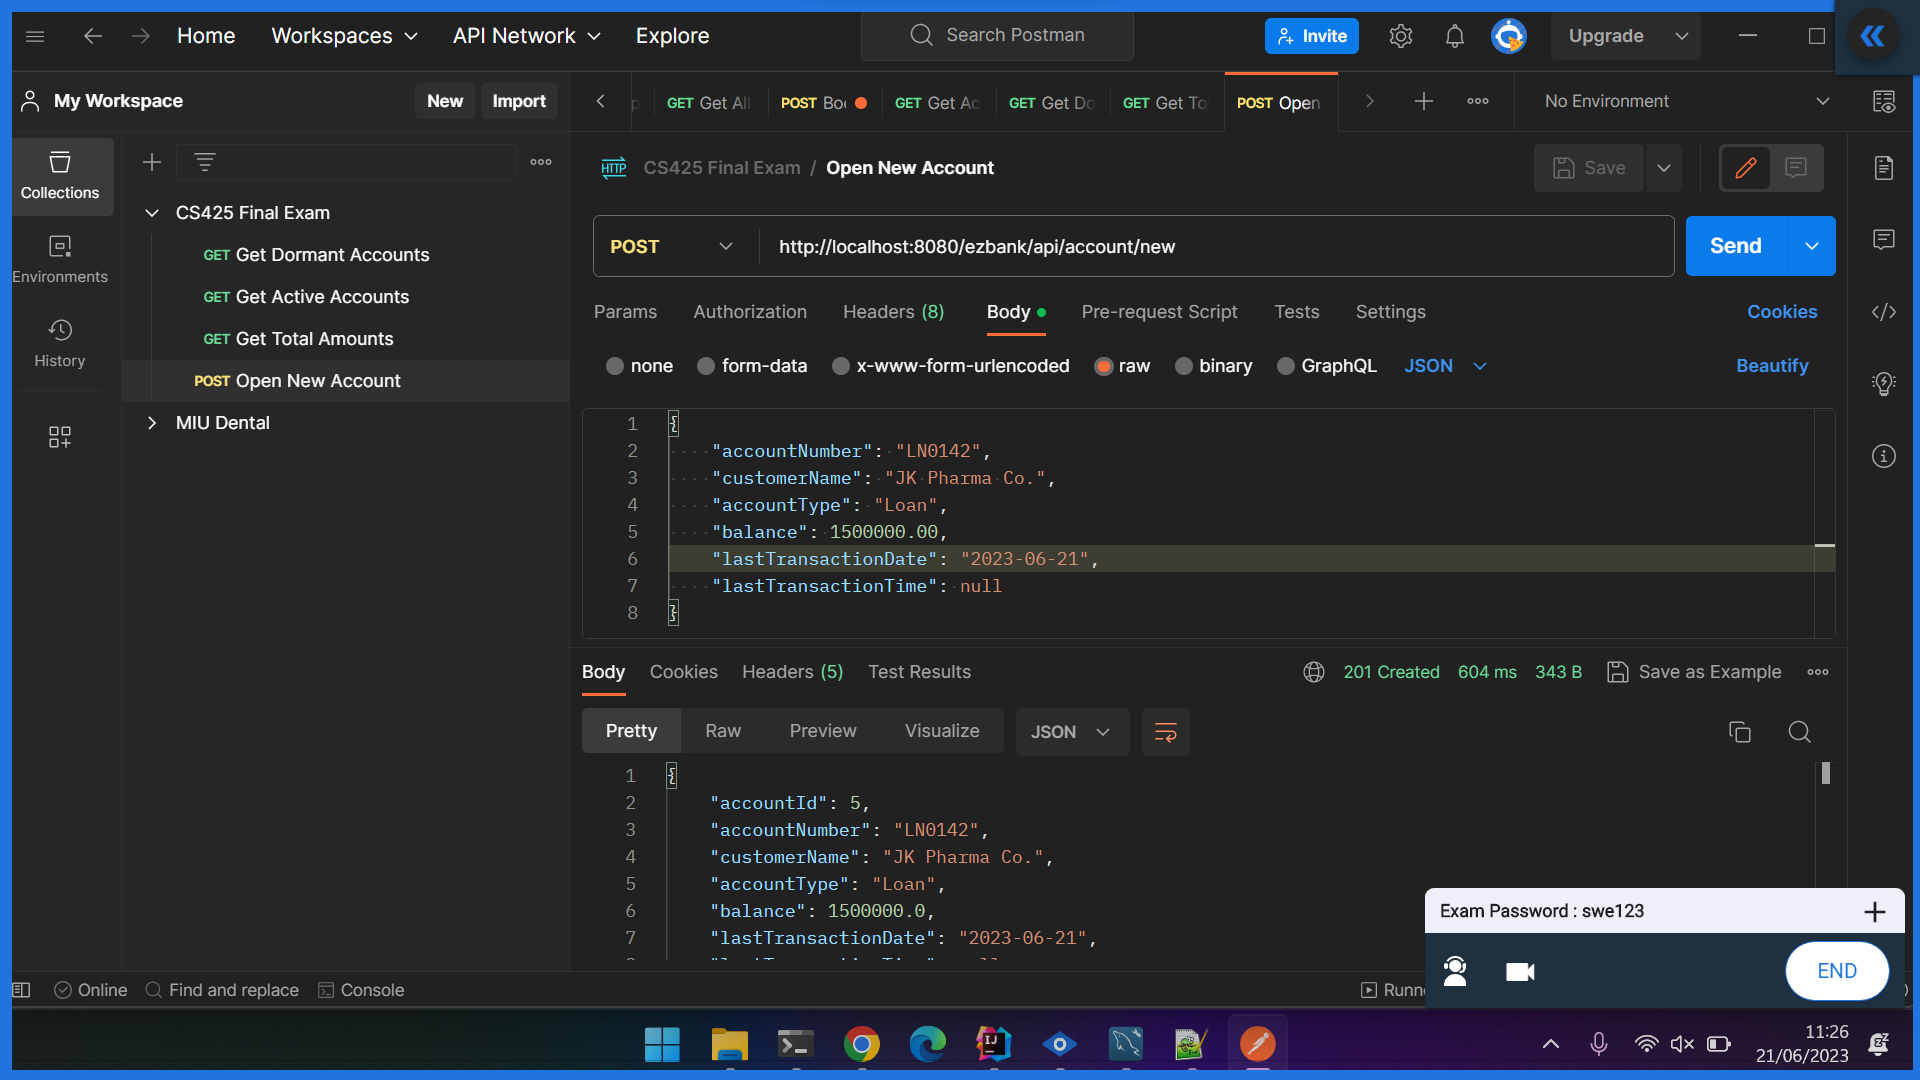 Home
Workspaces
API Network
Explore
Search Postman
Invite
Upgrade
My Workspace
New
Import
GET Get All
POST Boo
GET Get Ac
GET Get Do
GET Get To
POST Open
No Environment
Collections
Environments
History
CS425 Final Exam
GET Get Dormant Accounts
GET Get Active Accounts
GET Get Total Amounts
POST Open New Account
MIU Dental
HTTP
CS425 Final Exam / Open New Account
Save
POST
http://localhost:8080/ezbank/api/account/new
Send
Params
Authorization
Headers (8)
Body
Pre-request Script
Tests
Settings
Cookies
none
form-data
x-www-form-urlencoded
raw
binary
GraphQL
JSON
Beautify
1 {
2 "accountNumber": "LN0142",
3 "customerName": "JK Pharma Co.",
4 "accountType": "Loan",
5 "balance": 1500000.00,
6 "lastTransactionDate": "2023-06-21",
7 "lastTransactionTime": null
8 }
Body
Cookies
Headers (5)
Test Results
201 Created
604 ms
343 B
Save as Example
Pretty
Raw
Preview
Visualize
JSON
1 {
2 "accountId": 5,
3 "accountNumber": "LN0142",
4 "customerName": "JK Pharma Co.",
5 "accountType": "Loan",
6 "balance": 1500000.0,
7 "lastTransactionDate": "2023-06-21",
Exam Password : swe123
END
Online
Find and replace
Console
Runn
IJ
11:26
21/06/2023